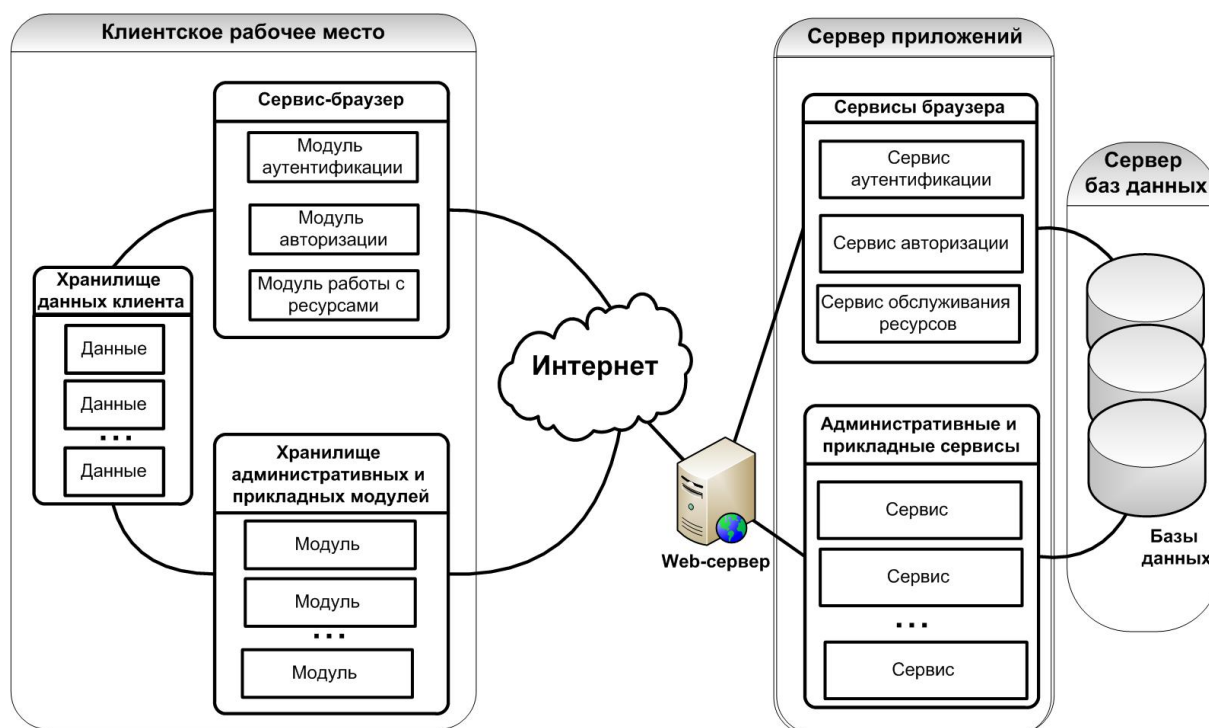 Клиентское рабочее место
Сервис-браузер
Модуль
аутентификации
Модуль
авторизации
Модуль работы с
ресурсами
Хранилище
данных клиента
Данные
Данные
...
Данные
Хранилище
административных и
прикладных модулей
Модуль
Модуль
...
Модуль
Интернет
Web-сервер
Сервер приложений
Сервисы браузера
Сервис
аутентификации
Сервис авторизации
Сервис обслуживания
ресурсов
Административные и
прикладные сервисы
Сервис
Сервис
...
Сервис
Сервер
баз данных
Базы
данных